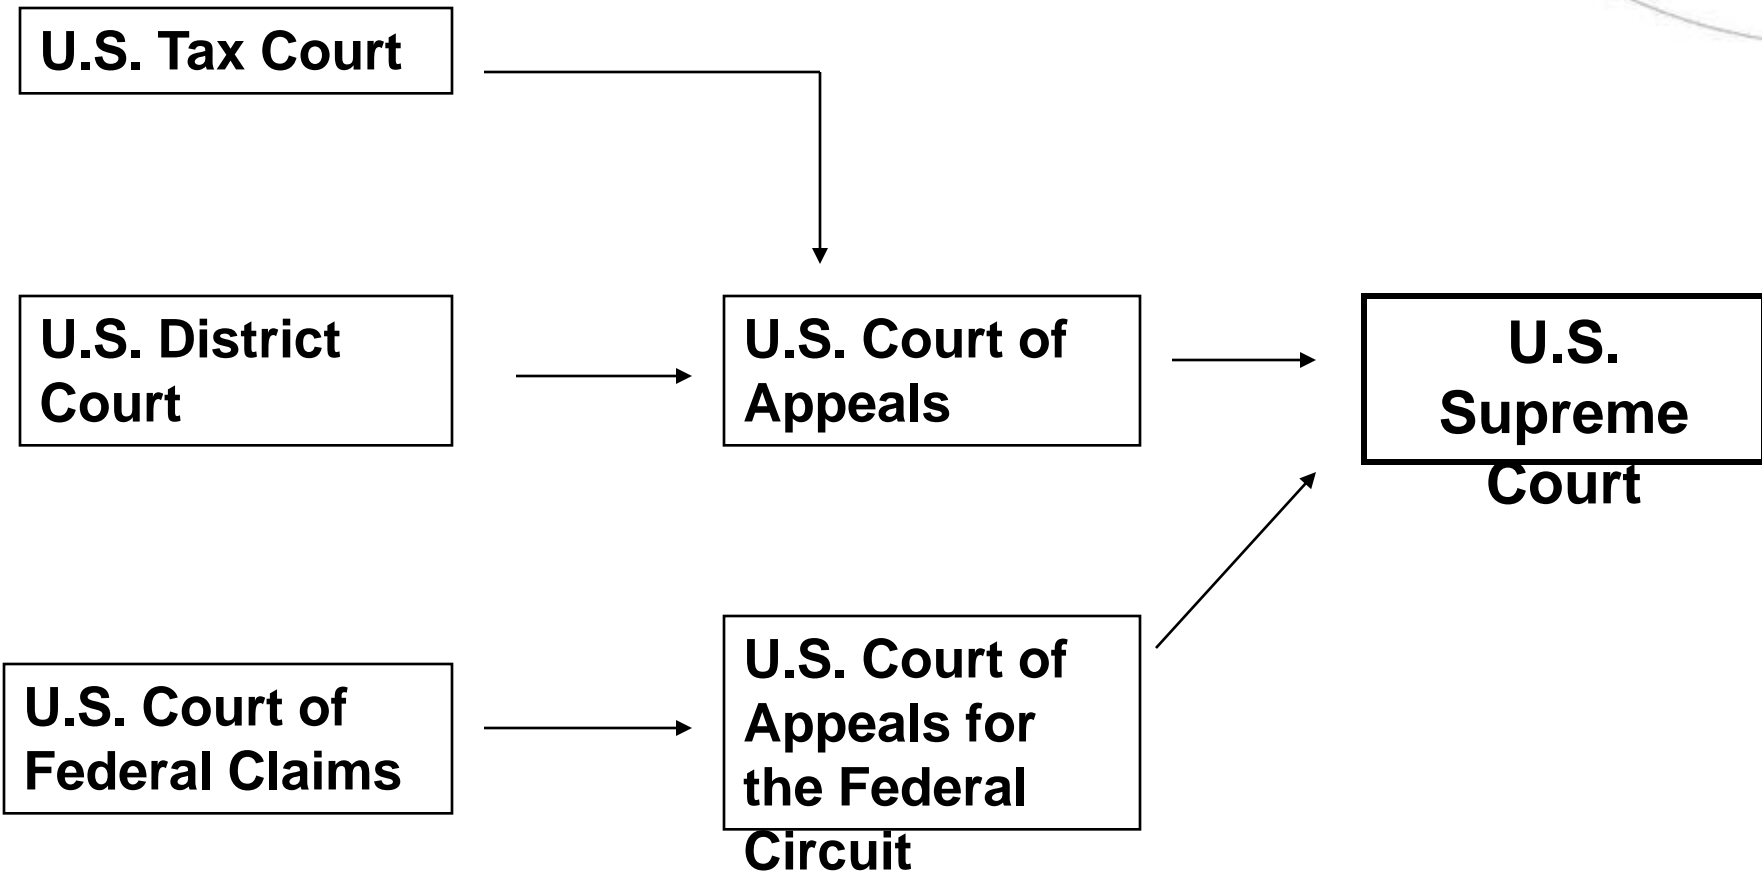 U.S. Tax Court
U.S. District
Court
U.S. Court of
Appeals
U.S.
Supreme
Court
U.S. Court of
Federal Claims
U.S. Court of
Appeals for
the Federal
Circuit